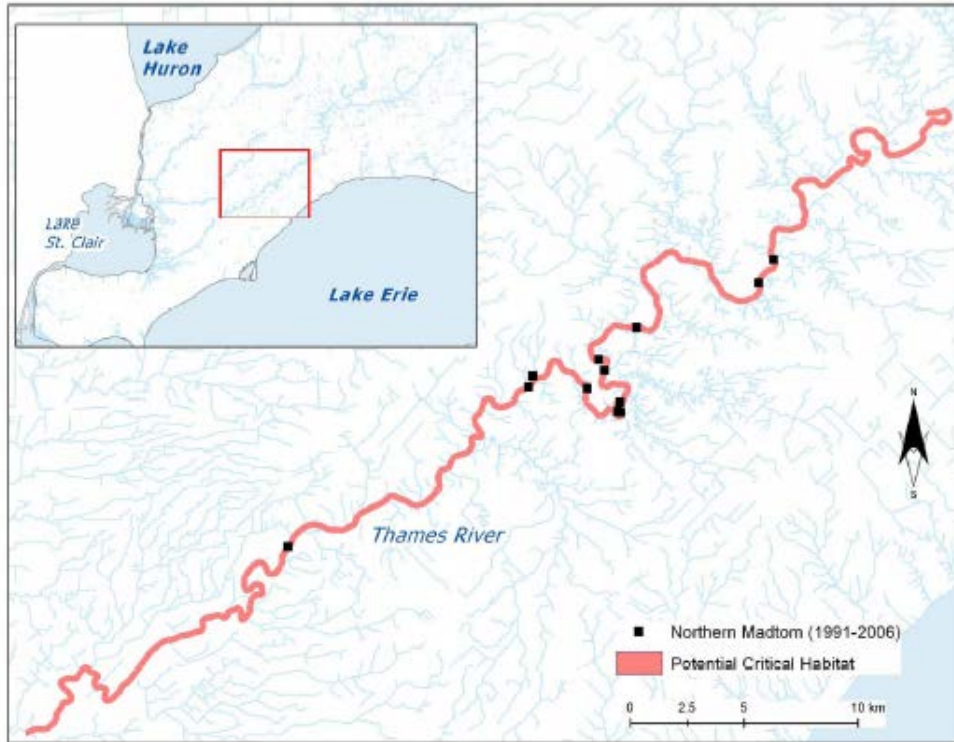 Lake
Huron
Lake
St. Clair
Lake Erie
N
S
Thames River
Northern Madtom (1991-2006)
Potential Critical Habitat
0 2.5 5 10 km